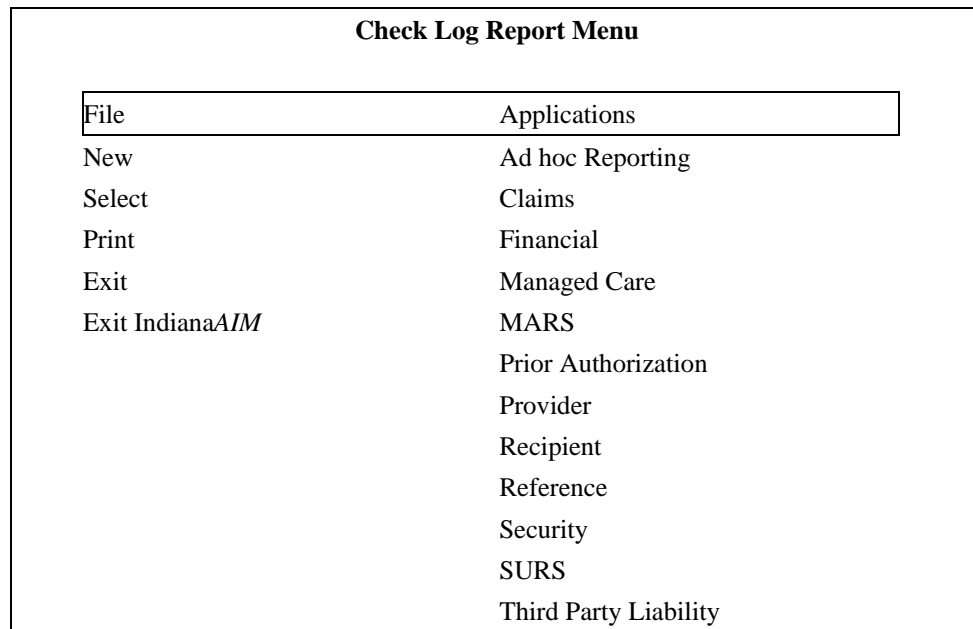 Check Log Report Menu
File Applications
New Ad hoc Reporting
Select Claims
Print Financial
Exit Managed Care
Exit IndianaAIM MARS
Prior Authorization
Provider
Recipient
Reference
Security
SURS
Third Party Liability